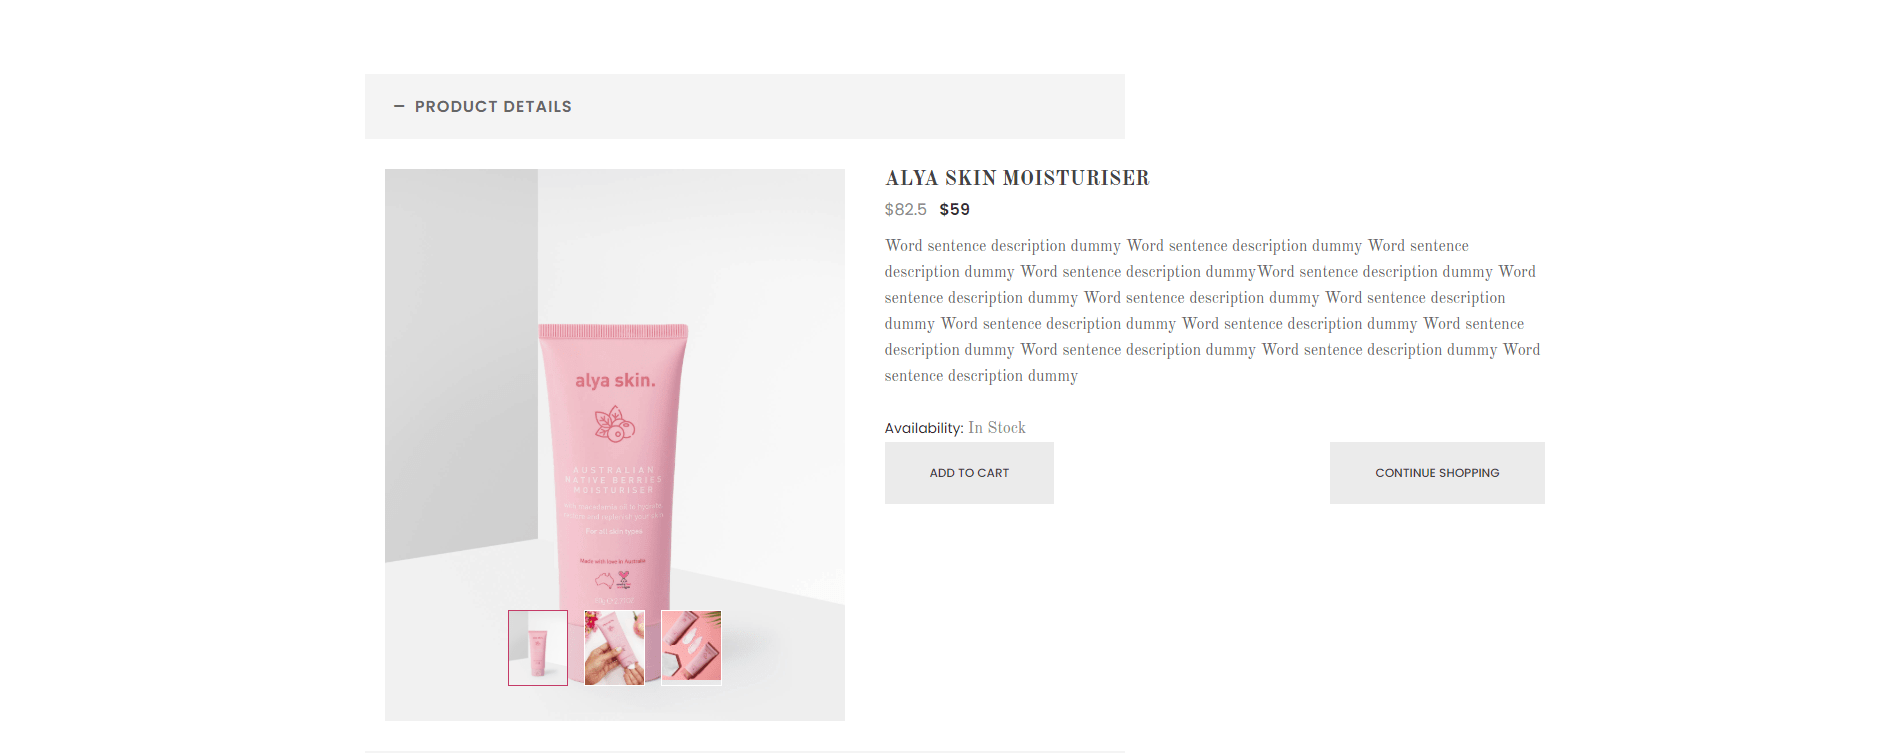 PRODUCT DETAILS
ALYA SKIN MOISTURISER
$82.5 $59
Word sentence description dummy Word sentence description dummy Word sentence
description dummy Word sentence description dummyWord sentence description dummy Word
sentence description dummy Word sentence description dummy Word sentence description
dummy Word sentence description dummy Word sentence description dummy Word sentence
description dummy Word sentence description dummy Word sentence description dummy Word
sentence description dummy
Availability: In Stock
ADD TO CART
CONTINUE SHOPPING
alya skin.
AUSTRALIAN
NATIVE BERRIES
MOISTURISER
and replenish your skin
For all skin types
Made with love in Australia